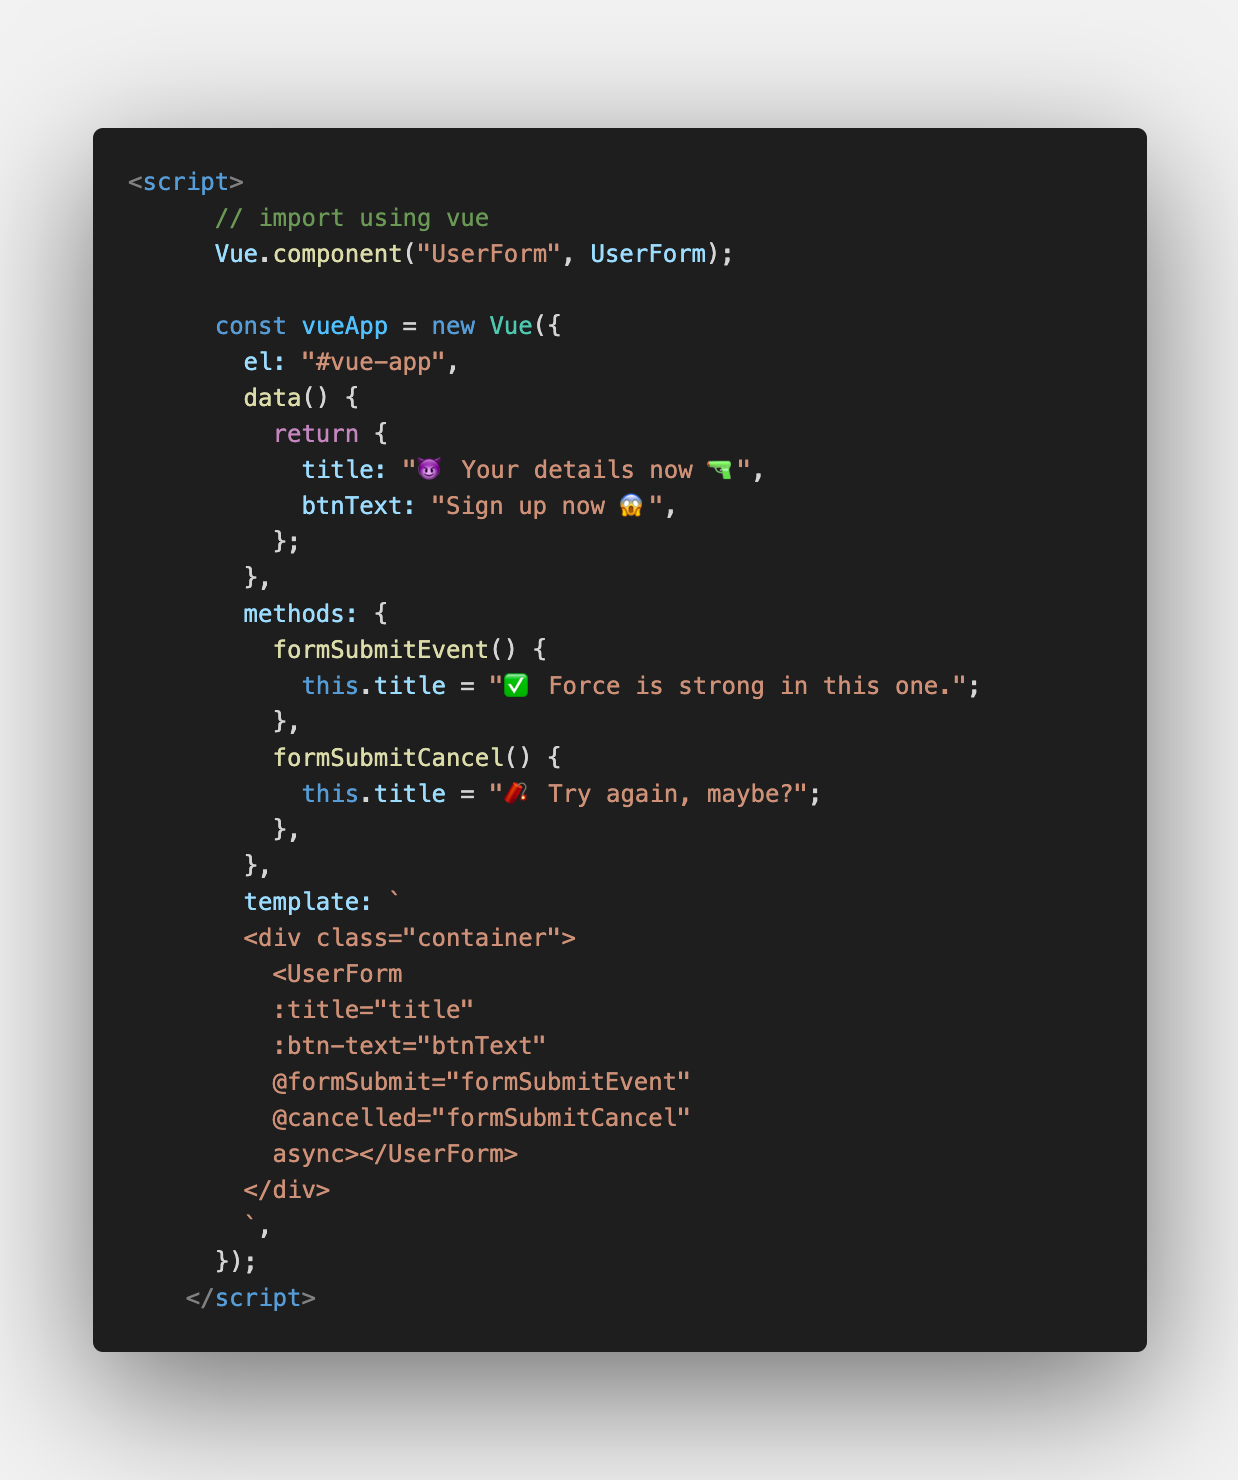 <script>
// import using vue
Vue.component("UserForm", UserForm);
const vueApp = new Vue({
el: "#vue-app",
data() {
return {
title: "😈 Your details now 🔫",
btnText: "Sign up now 😱",
};
},
methods: {
formSubmitEvent() {
this.title = "✅ Force is strong in this one.";
},
formSubmitCancel() {
this.title = "🧨 Try again, maybe?";
},
},
template: `
<div class="container">
<UserForm
:title="title"
:btn-text="btnText"
@formSubmit="formSubmitEvent"
@cancelled="formSubmitCancel"
async></UserForm>
</div>
`,
});
</script>